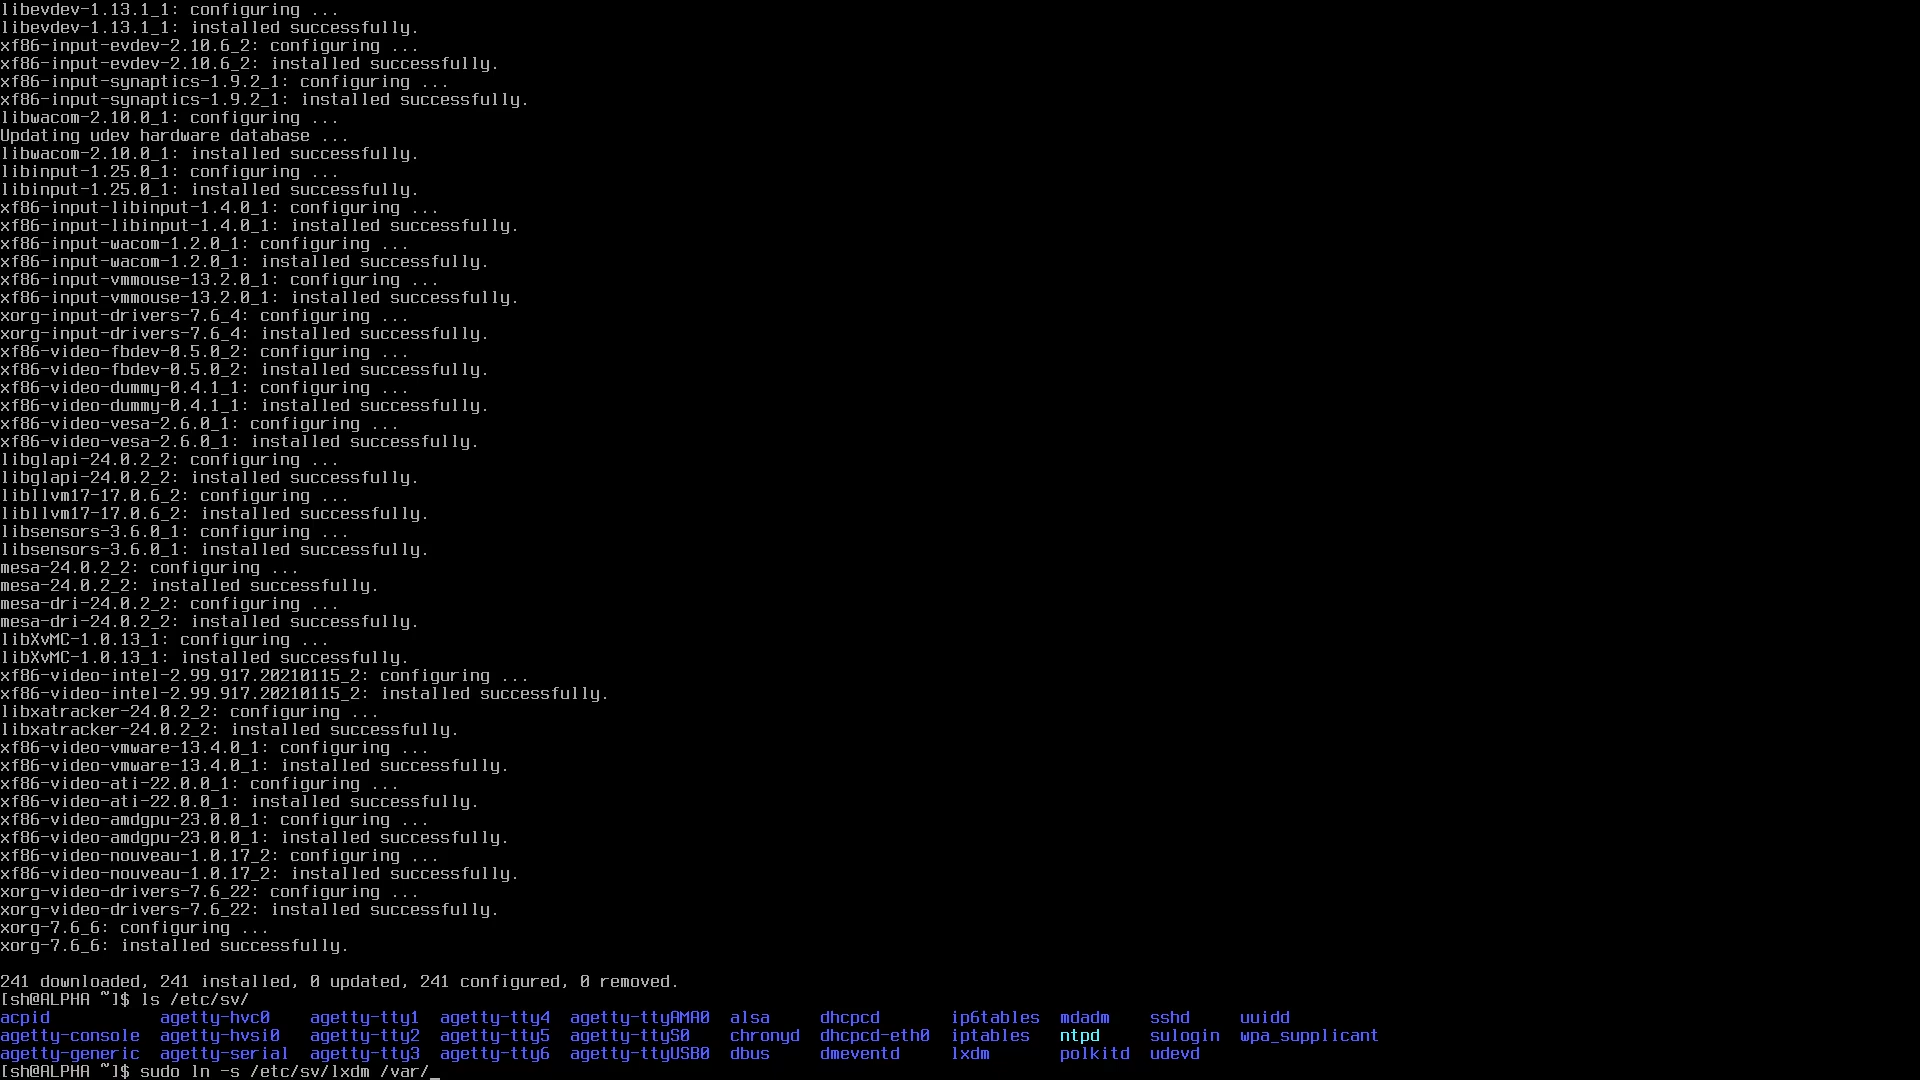 libevdev-1.13.1_1: configuring ...
libevdev-1.13.1_1: installed successfully.
xf86-input-evdev-2.10.6_2: configuring ...
xf86-input-evdev-2.10.6_2: installed successfully.
xf86-input-synaptics-1.9.2_1: configuring ...
xf86-input-synaptics-1.9.2_1: installed successfully.
libwacom-2.10.0_1: configuring ...
Updating udev hardware database ...
libwacom-2.10.0_1: installed successfully.
libinput-1.25.0_1: configuring ...
libinput-1.25.0_1: installed successfully.
xf86-input-libinput-1.4.0_1: configuring ...
xf86-input-libinput-1.4.0_1: installed successfully.
xf86-input-wacom-1.2.0_1: configuring ...
xf86-input-wacom-1.2.0_1: installed successfully.
xf86-input-vmmouse-13.2.0_1: configuring ...
xf86-input-vmmouse-13.2.0_1: installed successfully.
xorg-input-drivers-7.6_4: configuring ...
xorg-input-drivers-7.6_4: installed successfully.
xf86-video-fbdev-0.5.0_2: configuring ...
xf86-video-fbdev-0.5.0_2: installed successfully.
xf86-video-dummy-0.4.1_1: configuring ...
xf86-video-dummy-0.4.1_1: installed successfully.
xf86-video-vesa-2.6.0_1: configuring ...
xf86-video-vesa-2.6.0_1: installed successfully.
libglapi-24.0.2_2: configuring ...
libglapi-24.0.2_2: installed successfully.
libllvm17-17.0.6_2: configuring ...
libllvm17-17.0.6_2: installed successfully.
libsensors-3.6.0_1: configuring ...
libsensors-3.6.0_1: installed successfully.
mesa-24.0.2_2: configuring ...
mesa-24.0.2_2: installed successfully.
mesa-dri-24.0.2_2: configuring ...
mesa-dri-24.0.2_2: installed successfully.
libXvMC-1.0.13_1: configuring ...
libXvMC-1.0.13_1: installed successfully.
xf86-video-intel-2.99.917.20210115_2: configuring ...
xf86-video-intel-2.99.917.20210115_2: installed successfully.
libxatracker-24.0.2_2: configuring ...
libxatracker-24.0.2_2: installed successfully.
xf86-video-vmware-13.4.0_1: configuring ...
xf86-video-vmware-13.4.0_1: installed successfully.
xf86-video-ati-22.0.0_1: configuring ...
xf86-video-ati-22.0.0_1: installed successfully.
xf86-video-amdgpu-23.0.0_1: configuring ...
xf86-video-amdgpu-23.0.0_1: installed successfully.
xf86-video-nouveau-1.0.17_2: configuring ...
xf86-video-nouveau-1.0.17_2: installed successfully.
xorg-video-drivers-7.6_22: configuring ...
xorg-video-drivers-7.6_22: installed successfully.
xorg-7.6_6: configuring ...
xorg-7.6_6: installed successfully.

241 downloaded, 241 installed, 0 updated, 241 configured, 0 removed.
[sh@ALPHA ~]$ ls /etc/sv/
acpid           agetty-hvc0    agetty-tty1  agetty-tty4  agetty-ttyAMA0  alsa     dhcpcd       ip6tables  mdadm    sshd     uuidd
agetty-console  agetty-hvsi0   agetty-tty2  agetty-tty5  agetty-ttyS0    chronyd  dhcpcd-eth0  iptables   ntpd     sulogin  wpa_supplicant
agetty-generic  agetty-serial  agetty-tty3  agetty-tty6  agetty-ttyUSB0  dbus     dmeventd     lxdm       polkitd  udevd
[sh@ALPHA ~]$ sudo ln -s /etc/sv/lxdm /var/_